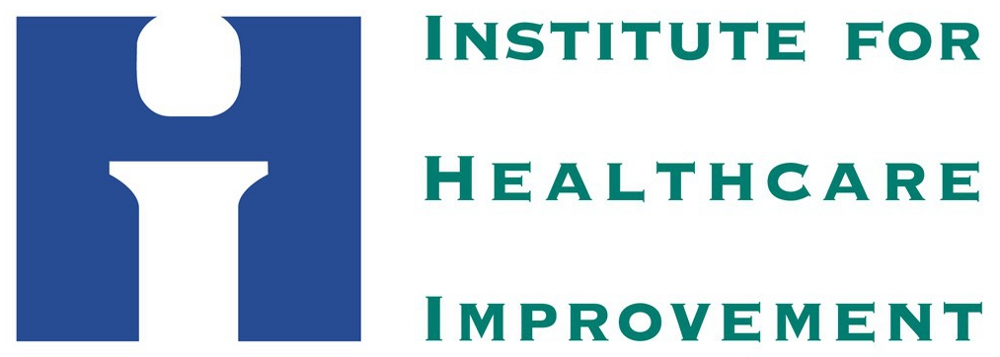 INSTITUTE FOR
HEALTHCARE
IMPROVEMENT